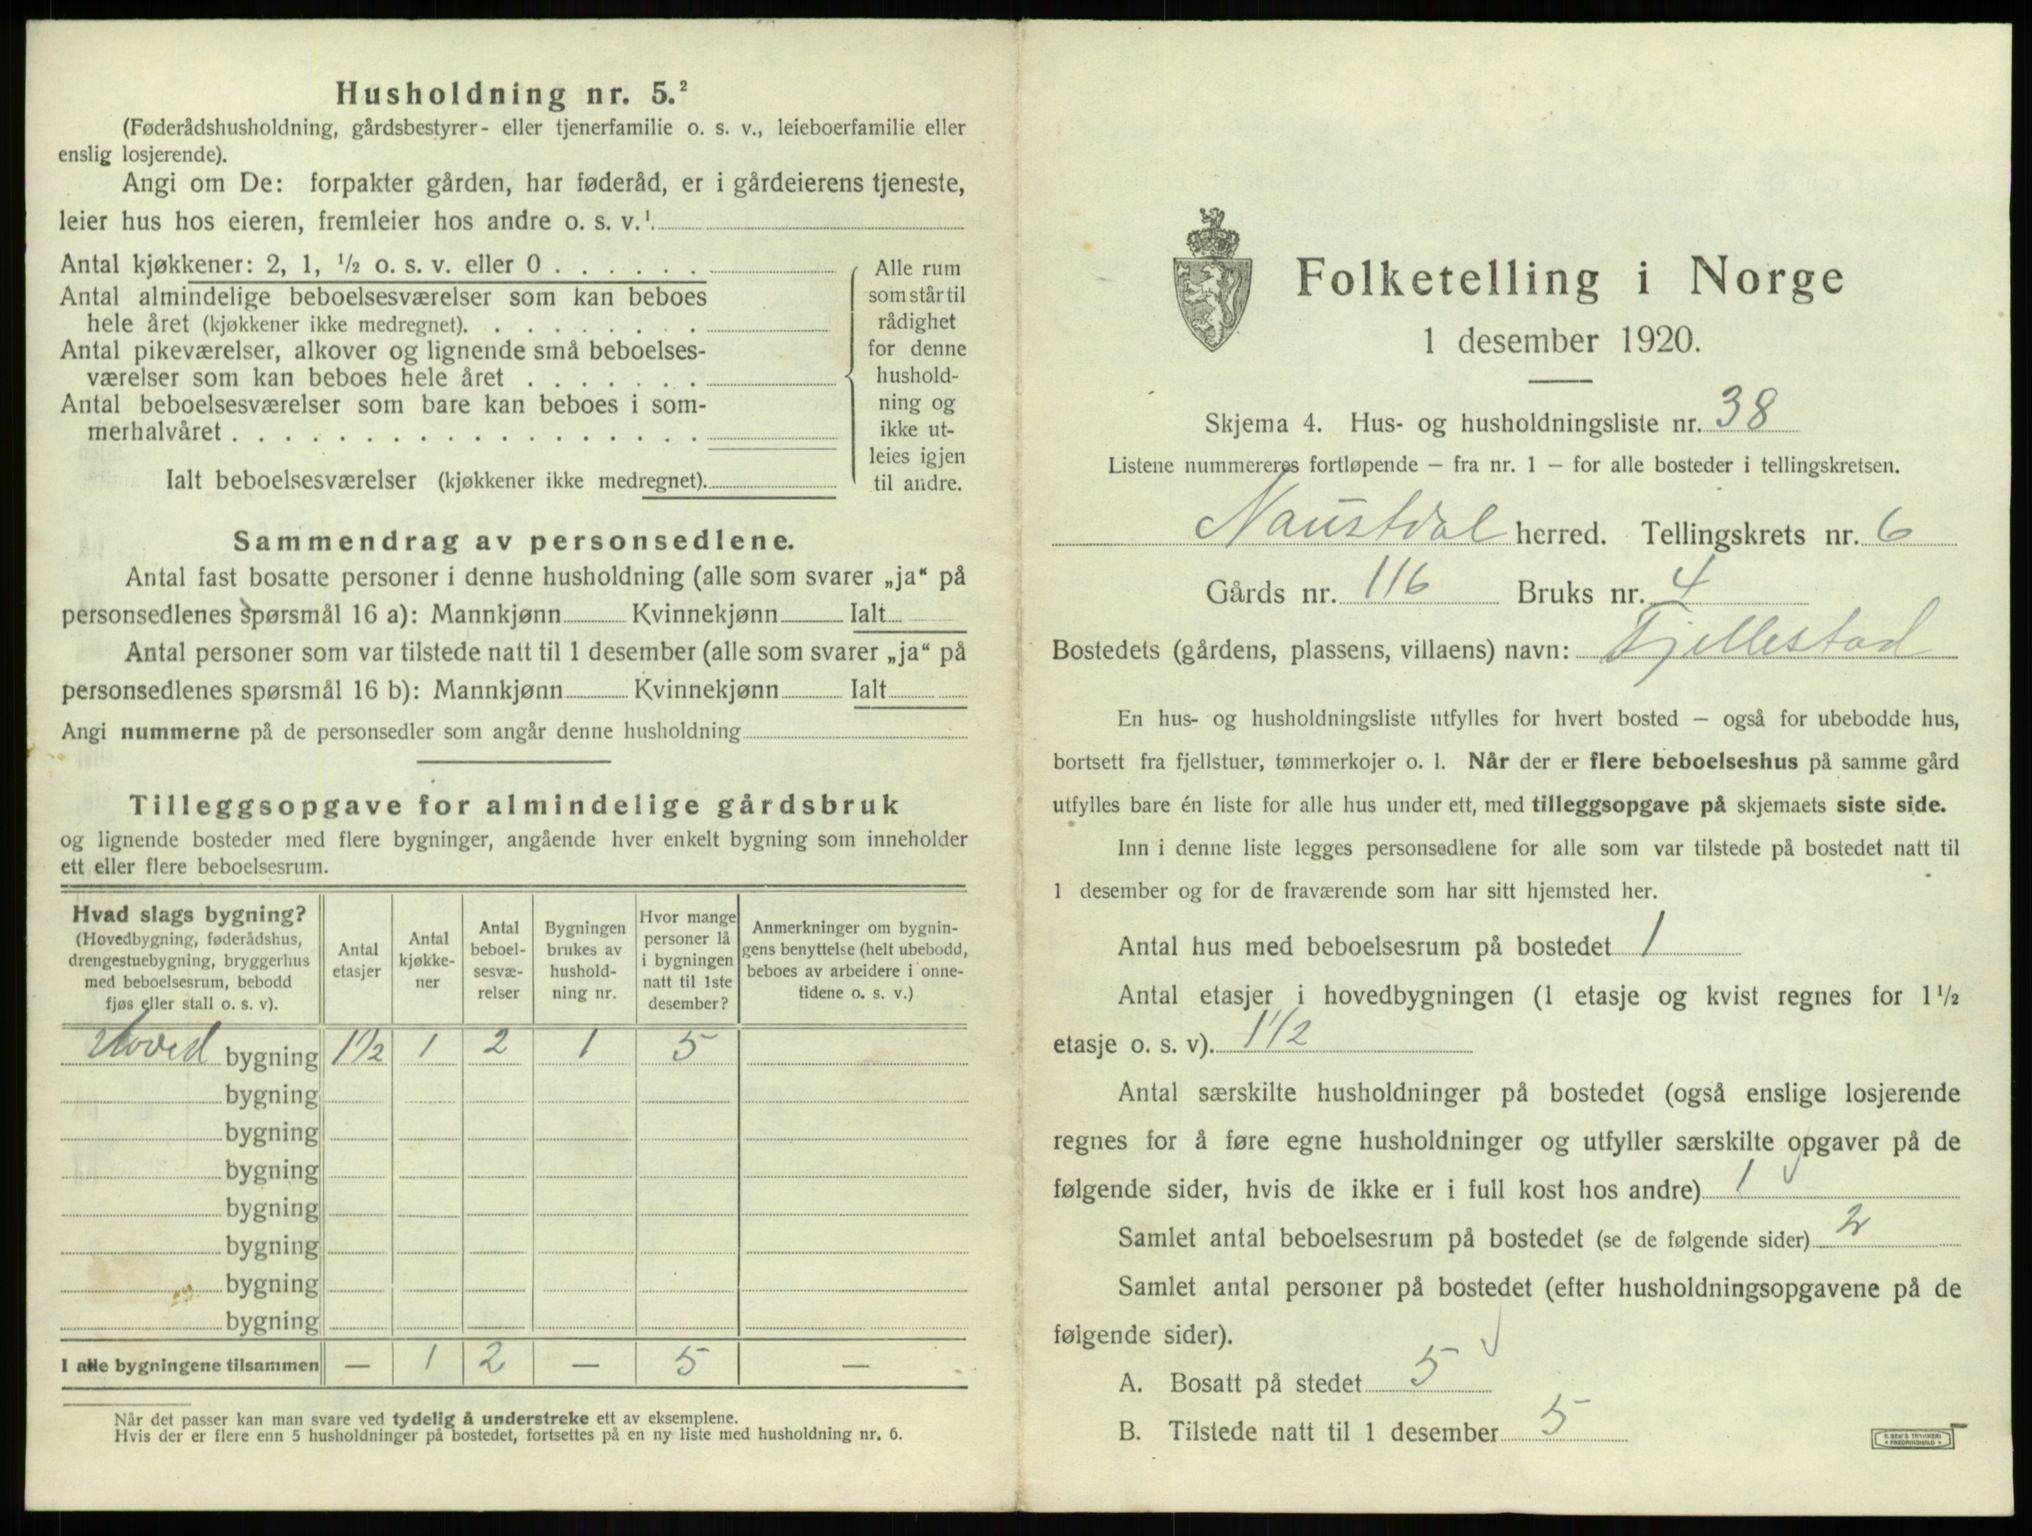 Husholdning nr. 5.²
(Føderådshusholdning, gårdsbestyrer- eller tjenerfamilie o. s. v., leieboerfamilie eller
enslig losjerende).
Angi om De: forpakter gården, har føderåd, er i gårdeierens tjeneste,
leier hus hos eieren, fremleier hos andre o. s. v.¹
Antal kjøkkener: 2, 1, ½ o. s. v. eller 0 . . . . . .
Antal almindelige beboelsesværelser som kan beboes
hele året (kjøkkener ikke medregnet). . . . . . . . .
Antal pikeværelser, alkover og lignende små beboelses-
værelser som kan beboes hele året . . . . . . .
Antal beboelsesværelser som bare kan beboes i som-
merhalvåret . . . . . . . . . . . . . . . . . .
Ialt beboelsesværelser (kjøkkener ikke medregnet).
Alle rum
som står til
rådighet
for denne
hushold-
ning og
ikke ut-
leies igjen
til andre.
Sammendrag av personsedlene.
Antal fast bosatte personer i denne husholdning (alle som svarer „ja“ på
personsedlenes spørsmål 16 a): Mannkjønn Kvinnekjønn Ialt
Antal personer som var tilstede natt til 1 desember (alle som svarer „ja“ på
personsedlenes spørsmål 16 b): Mannkjønn Kvinnekjønn Ialt
Angi nummerne på de personsedler som angår denne husholdning
Tilleggsopgave for almindelige gårdsbruk
og lignende bosteder med flere bygninger, angående hver enkelt bygning som inneholder
ett eller flere beboelsesrum.
Hvad slags bygning?
(Hovedbygning, føderådshus,
drengestuebygning, bryggerhus
med beboelsesrum, bebodd
fjøs eller stall o. s. v).
Antal
etasjer
Antal
kjøkke-
ner
Antal
beboel-
sesvæ-
relser
Bygningen
brukes av
hushold-
ning nr.
Hvor mange
personer lå
i bygningen
natt til 1ste
desember?
Anmerkninger om bygnin-
gens benyttelse (helt ubebodd,
beboes av arbeidere i onne-
tidene o. s. v.)
Hoved bygning 1½ 1 2 1 5
bygning
bygning
bygning
bygning
bygning
bygning
bygning
I alle bygningene tilsammen — 1 2 — 5 —
Når det passer kan man svare ved tydelig å understreke ett av eksemplene.
Hvis der er flere enn 5 husholdninger på bostedet, fortsettes på en ny liste med husholdning nr. 6.
Folketelling i Norge
1 desember 1920.
Skjema 4. Hus- og husholdningsliste nr. 38
Listene nummereres fortløpende – fra nr. 1 – for alle bosteder i tellingskretsen.
Naustdal herred. Tellingskrets nr. 6
Gårds nr. 116 Bruks nr. 4
Bostedets (gårdens, plassens, villaens) navn: Fjellestad
En hus- og husholdningsliste utfylles for hvert bosted – også for ubebodde hus,
bortsett fra fjellstuer, tømmerkojer o. l. Når der er flere beboelseshus på samme gård
utfylles bare én liste for alle hus under ett, med tilleggsopgave på skjemaets siste side.
Inn i denne liste legges personsedlene for alle som var tilstede på bostedet natt til
1 desember og for de fraværende som har sitt hjemsted her.
Antal hus med beboelsesrum på bostedet 1
Antal etasjer i hovedbygningen (1 etasje og kvist regnes for 1½
etasje o. s. v). 1½
Antal særskilte husholdninger på bostedet (også enslige losjerende
regnes for å føre egne husholdninger og utfyller særskilte opgaver på de
følgende sider, hvis de ikke er i full kost hos andre) 1
Samlet antal beboelsesrum på bostedet (se de følgende sider) 2
Samlet antal personer på bostedet (efter husholdningsopgavene på de
følgende sider).
A. Bosatt på stedet 5
B. Tilstede natt til 1 desember 5